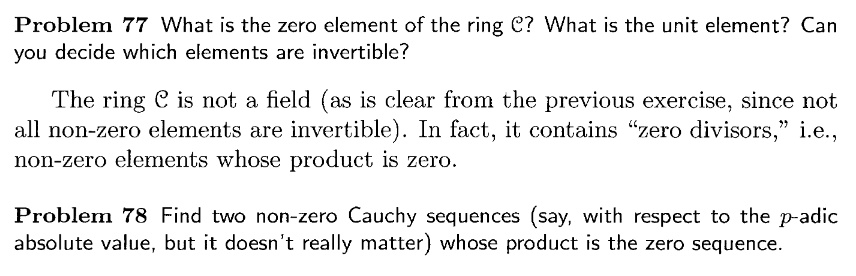 Problem 77 What is the zero element of the ring 𝒞? What is the unit element? Can
you decide which elements are invertible?
The ring 𝒞 is not a field (as is clear from the previous exercise, since not
all non-zero elements are invertible). In fact, it contains “zero divisors,” i.e.,
non-zero elements whose product is zero.
Problem 78 Find two non-zero Cauchy sequences (say, with respect to the p-adic
absolute value, but it doesn't really matter) whose product is the zero sequence.